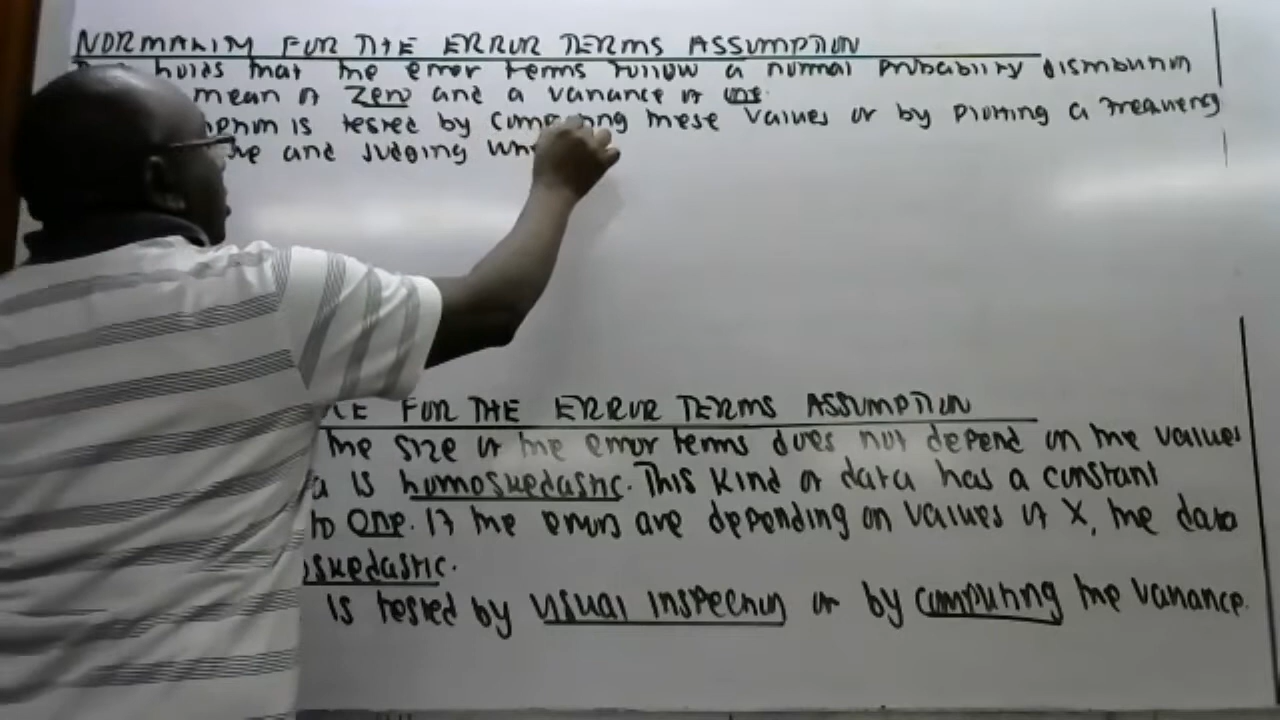 NORMALITY FOR THE ERROR TERMS ASSUMPTION
holds that the error terms follow a normal probability distribution
mean of zero and a variance of one.
is tested by computing these values or by plotting a frequency
and judging
FOR THE ERROR TERMS ASSUMPTION
the size of the error terms does not depend on the values
is homoskedastic. This kind of data has a constant
to one. If the errors are depending on values of X, the data
skedastic.
is tested by visual inspection or by computing the variance.